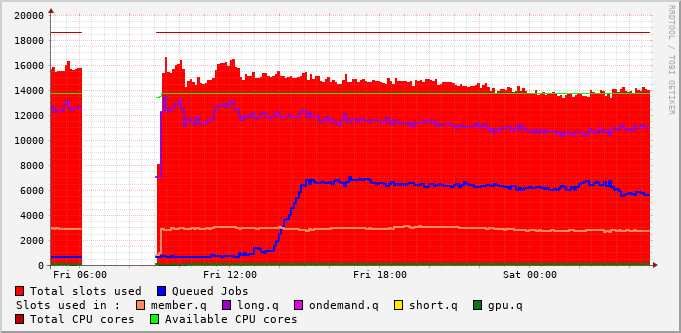 20000
18000
16000
14000
12000
10000
8000
6000
4000
2000
0
Fri 06:00 Fri 12:00 Fri 18:00 Sat 00:00
RRDTOOL / TOBI OETIKER
Total slots used Queued Jobs
Slots used in : member.q long.q ondemand.q short.q gpu.q
Total CPU cores Available CPU cores